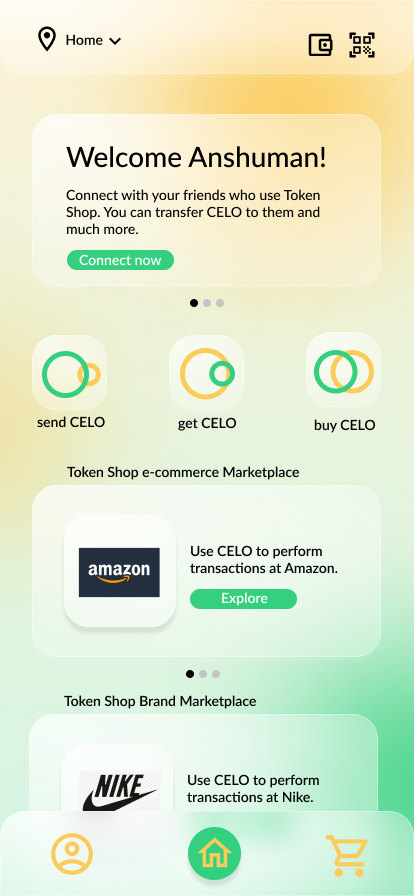 Home
Welcome Anshuman!
Connect with your friends who use Token
Shop. You can transfer CELO to them and
much more.
Connect now
send CELO
get CELO
buy CELO
Token Shop e-commerce Marketplace
amazon
Use CELO to perform
transactions at Amazon.
Explore
Token Shop Brand Marketplace
NIKE
Use CELO to perform
transactions at Nike.